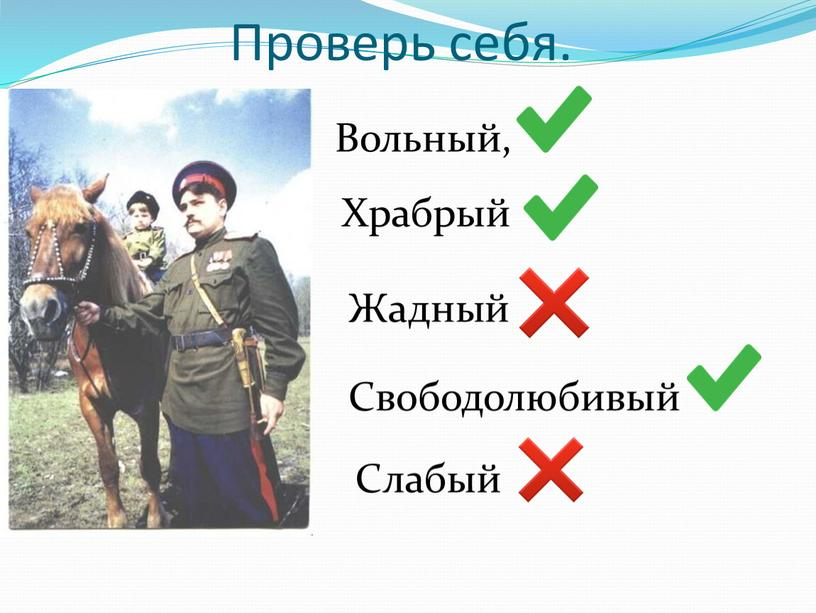 Проверь себя.
Вольный,
Храбрый
Жадный
Свободолюбивый
Слабый